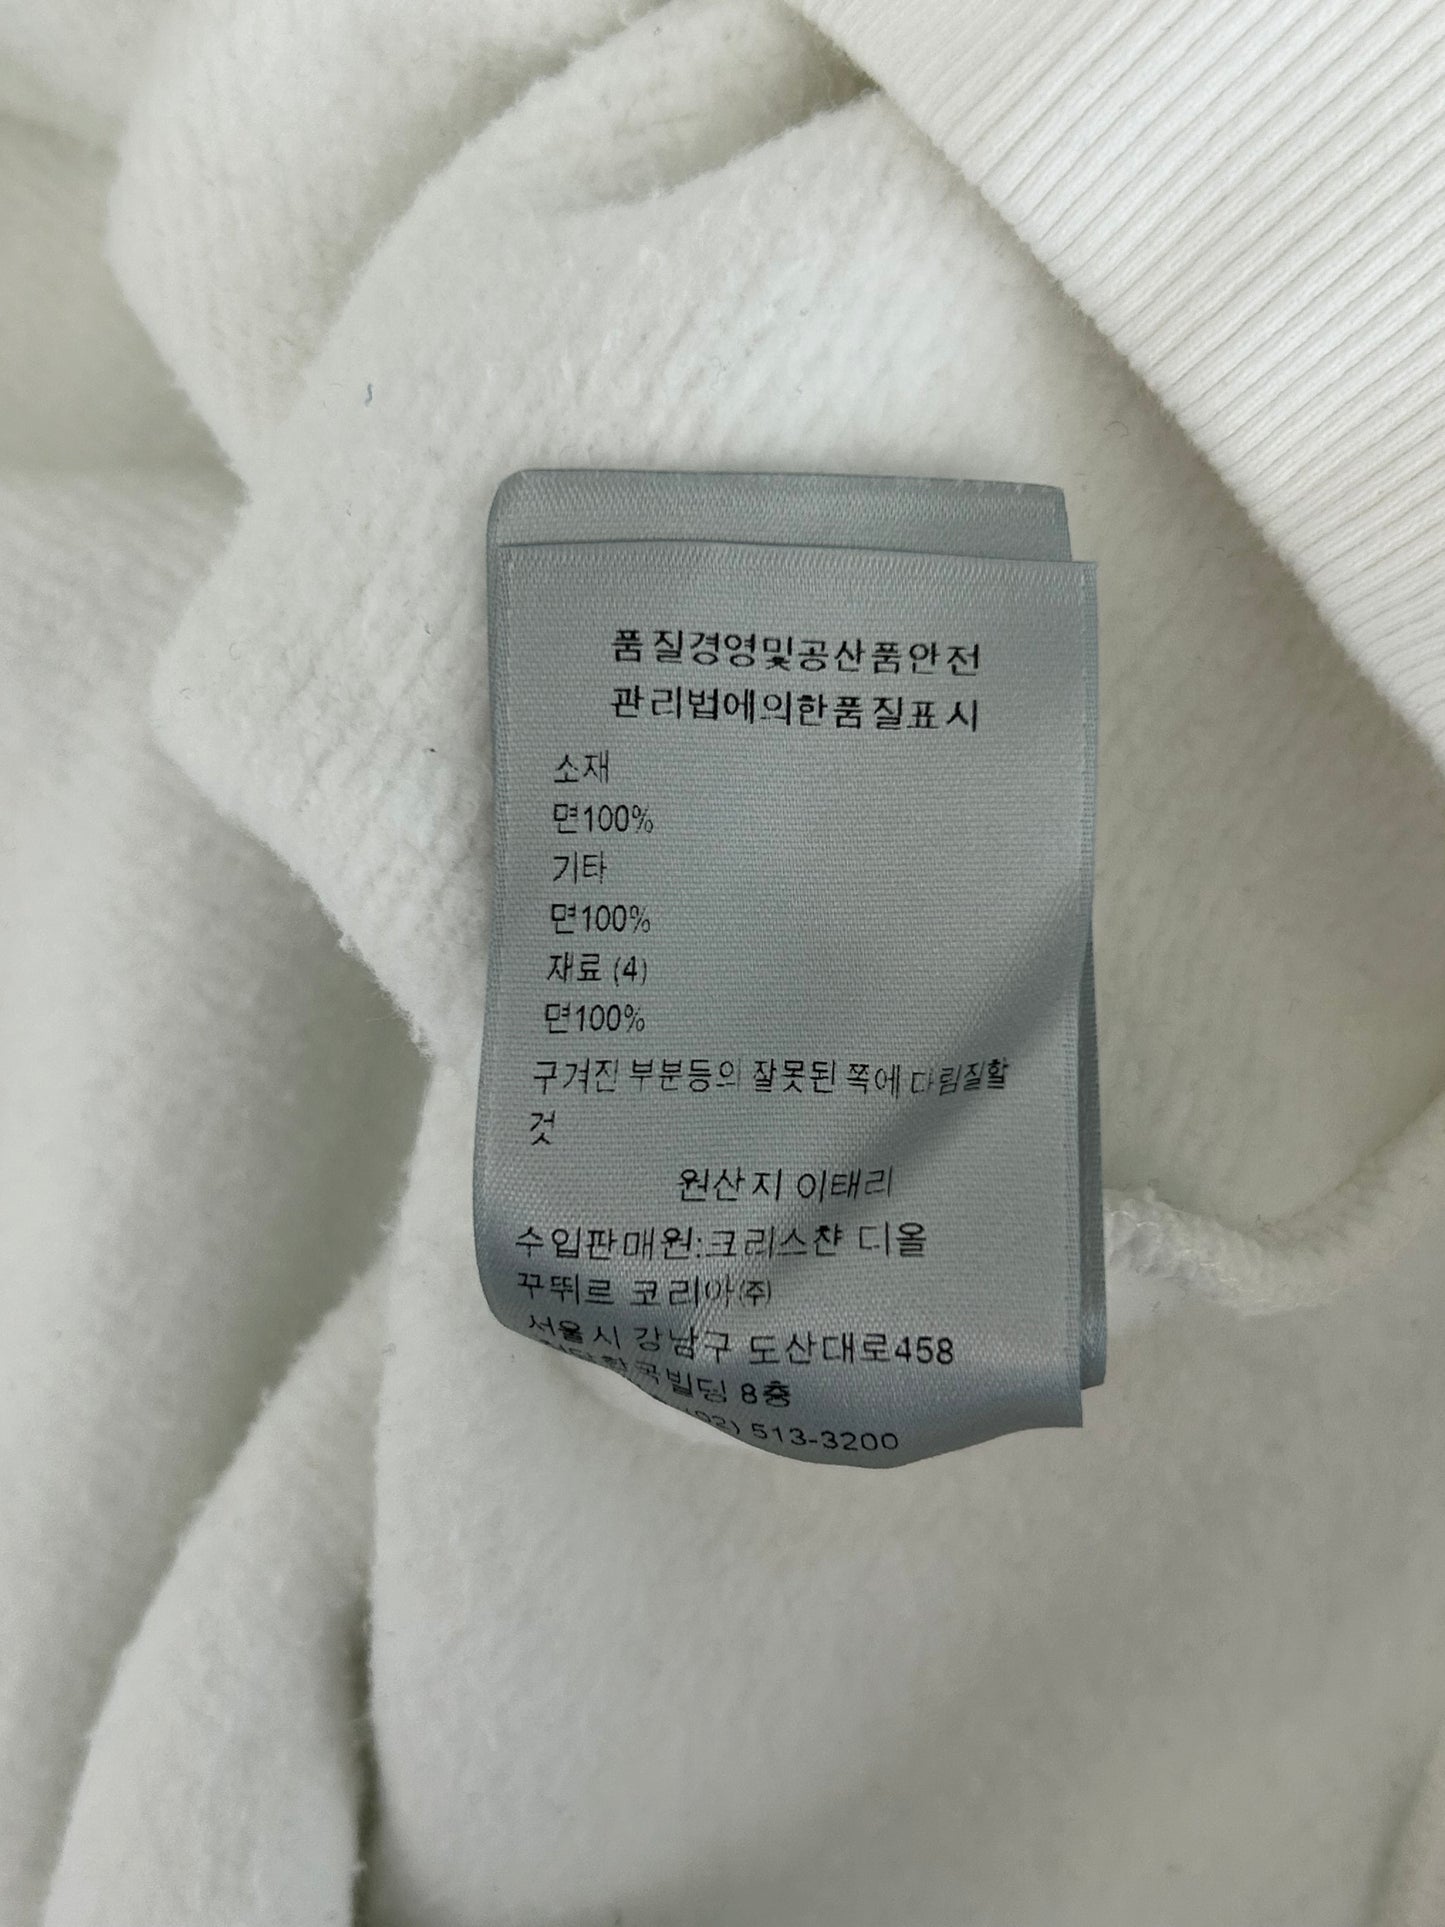 품질경영및공산품안전
관리법에의한품질표시
소재
면100%
기타
면100%
재료 (4)
면100%
구겨진 부분등의 잘못된 쪽에 다림질할
것
원산지 이태리
수입판매원:크리스챤 디올
꾸뛰르 코리아(주)
서울시 강남구 도산대로458
8층
(02) 513-3200